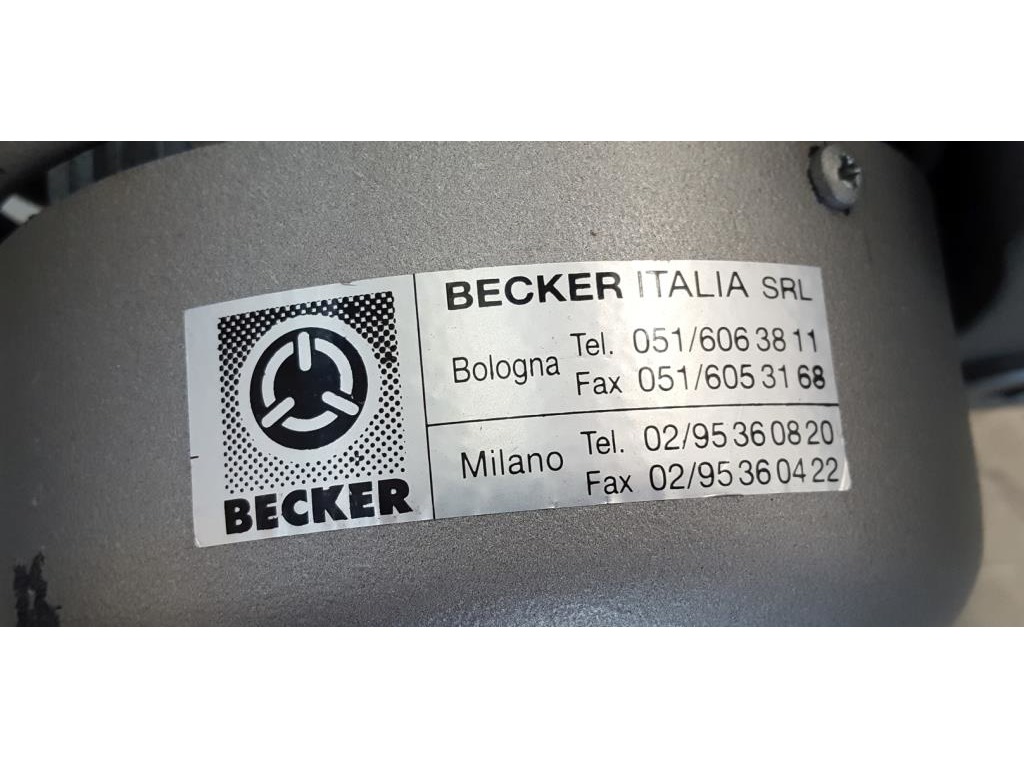 BECKER
BECKER ITALIA SRL
Bologna Tel. 051/606 38 11
Fax 051/605 31 68
Milano Tel. 02/95 36 08 20
Fax 02/95 36 04 22